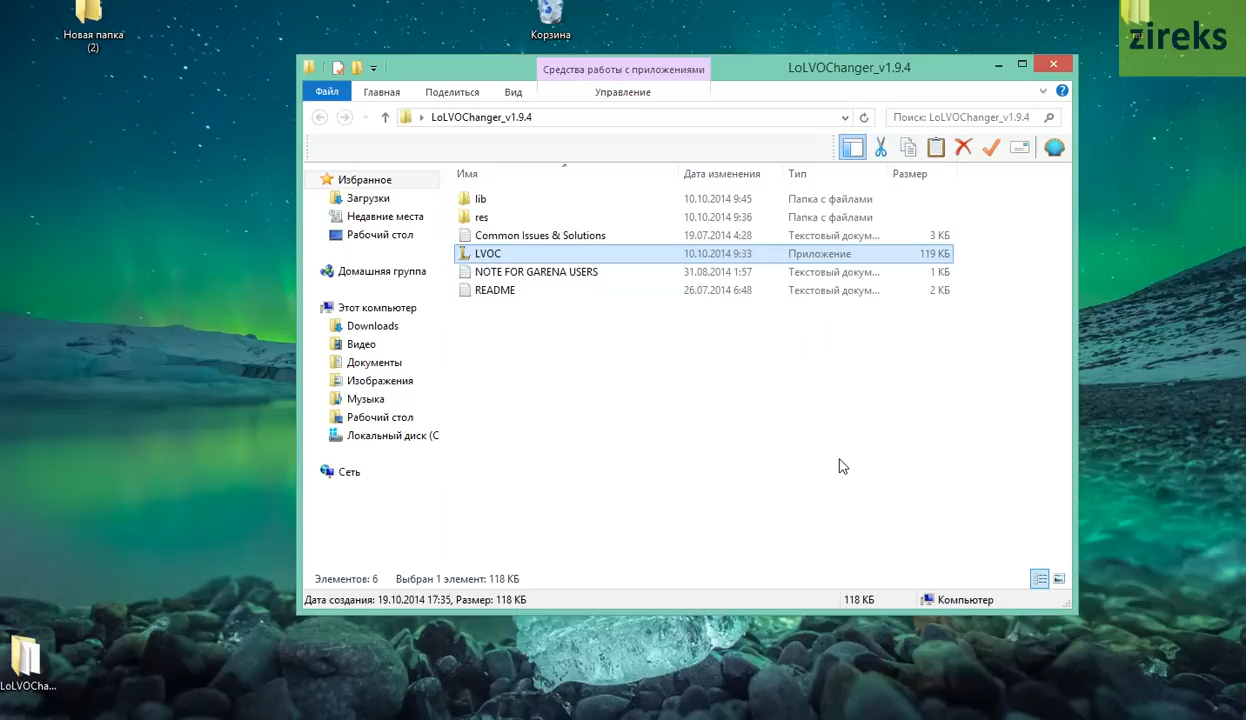 Новая папка
(2)
Корзина
zireks
Средства работы с приложениями
LoLVOChanger_v1.9.4
Файл
Главная
Поделиться
Вид
Управление
LoLVOChanger_v1.9.4
Поиск: LoLVOChanger_v1.9.4
Имя
Дата изменения
Тип
Размер
Избранное
Загрузки
Недавние места
Рабочий стол
Домашняя группа
Этот компьютер
Downloads
Видео
Документы
Изображения
Музыка
Рабочий стол
Локальный диск (C
Сеть
lib 10.10.2014 9:45 Папка с файлами
res 10.10.2014 9:36 Папка с файлами
Common Issues & Solutions 19.07.2014 4:28 Текстовый докум... 3 КБ
LVOC 10.10.2014 9:33 Приложение 119 КБ
NOTE FOR GARENA USERS 31.08.2014 1:57 Текстовый докум... 1 КБ
README 26.07.2014 6:48 Текстовый докум... 2 КБ
Элементов: 6 Выбран 1 элемент: 118 КБ
Дата создания: 19.10.2014 17:35, Размер: 118 КБ
118 КБ
Компьютер
LoLVOCha...